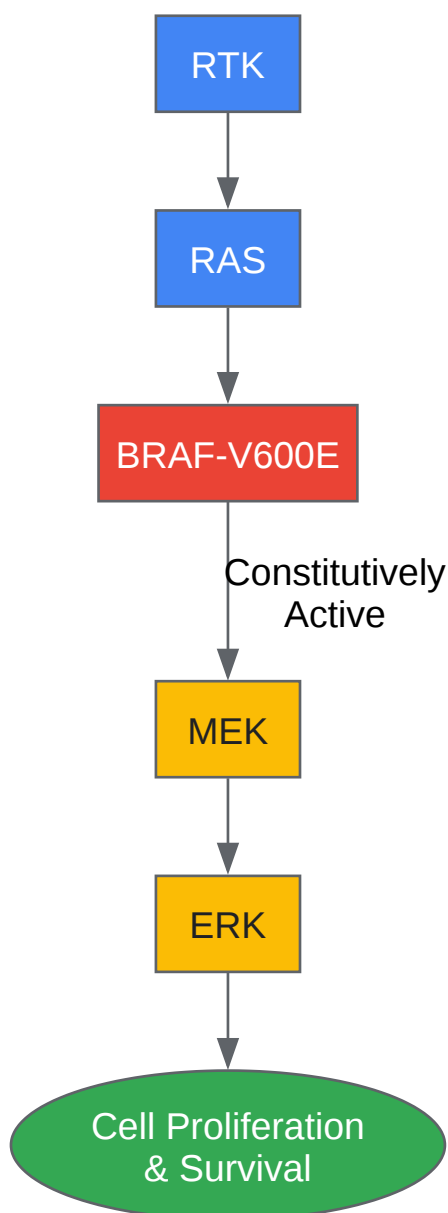 RTK
RAS
BRAF-V600E
Constitutively
Active
MEK
ERK
Cell Proliferation
& Survival